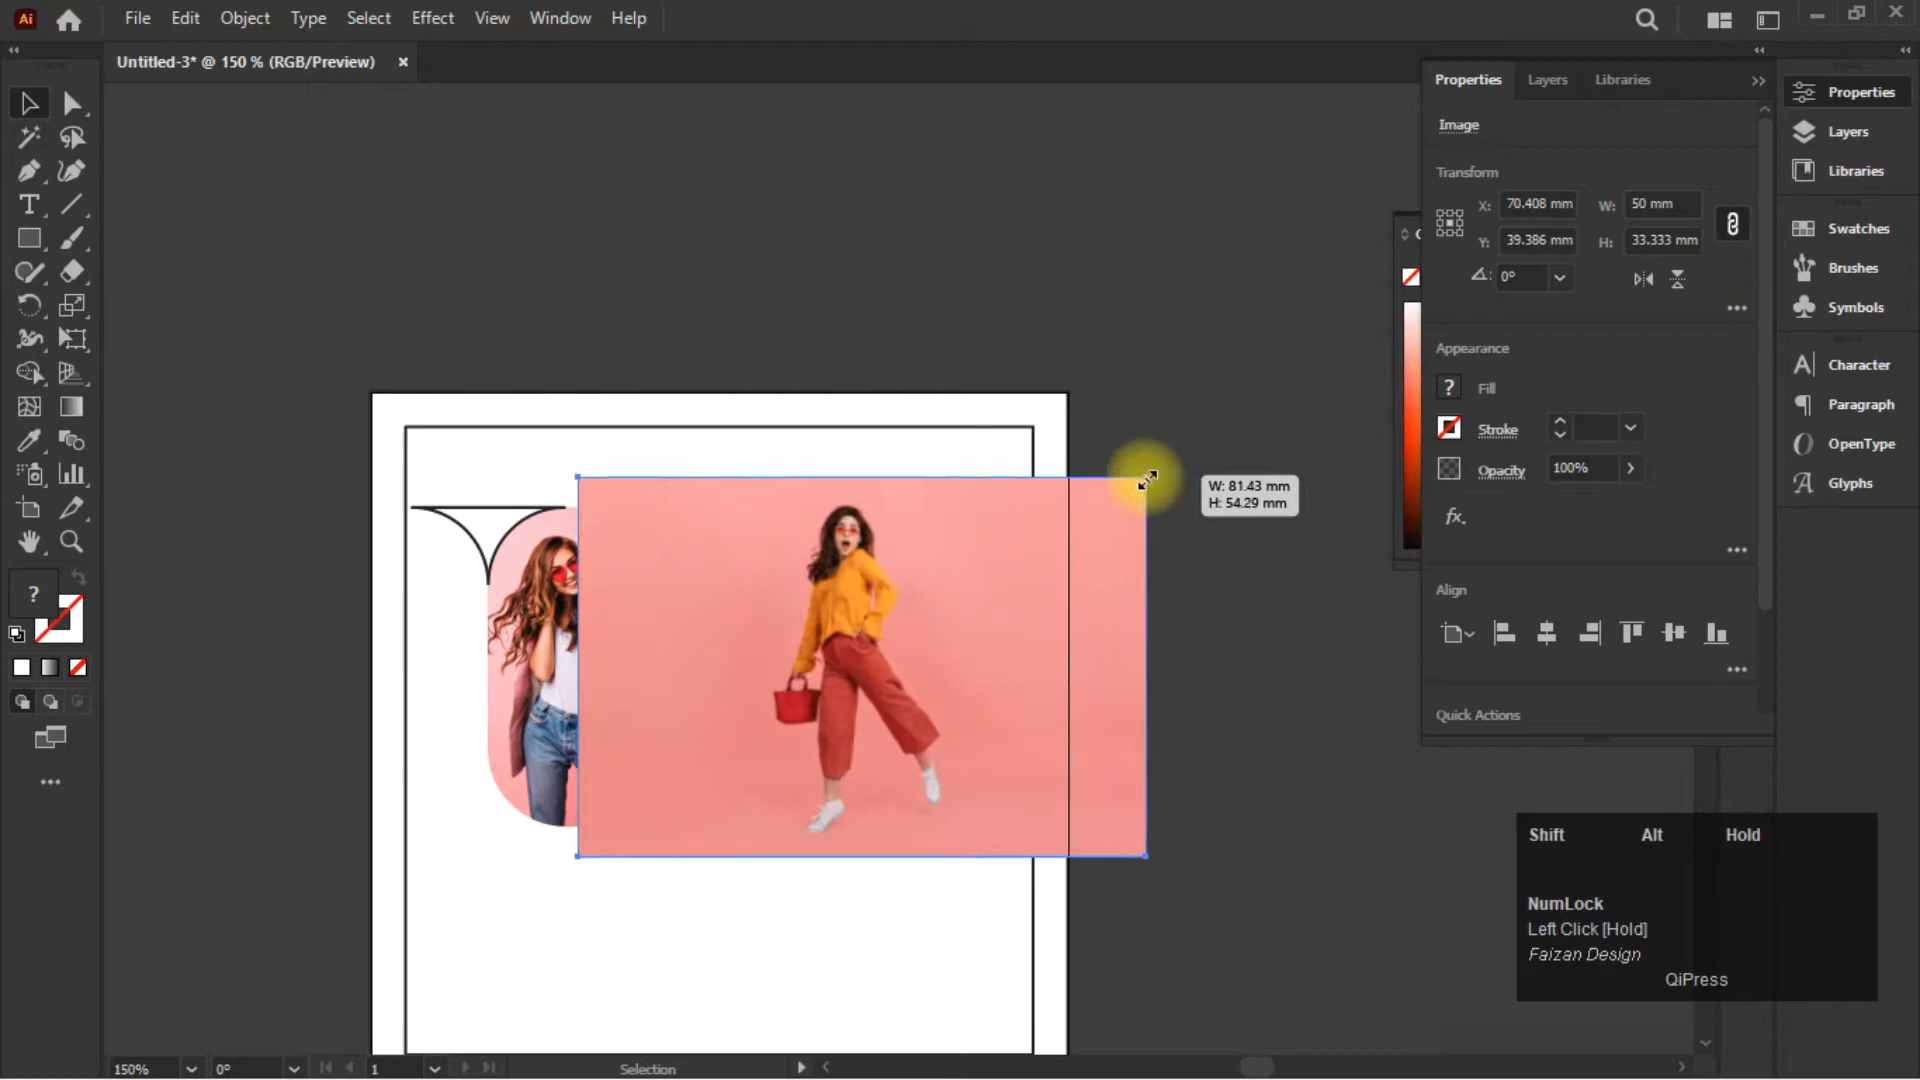 Ai File Edit Object Type Select Effect View Window Help
Untitled-3* @ 150 % (RGB/Preview) ×
Properties Layers Libraries
Image
Transform
X: 70.408 mm W: 50 mm
Y: 39.386 mm H: 33.333 mm
0°
Appearance
? Fill
Stroke
Opacity 100%
fx.
Align
Quick Actions
Properties
Layers
Libraries
Swatches
Brushes
Symbols
Character
Paragraph
OpenType
Glyphs
W: 81.43 mm
H: 54.29 mm
?
Shift Alt Hold
NumLock
Left Click [Hold]
Faizan Design
QiPress
150% 0° 1 Selection